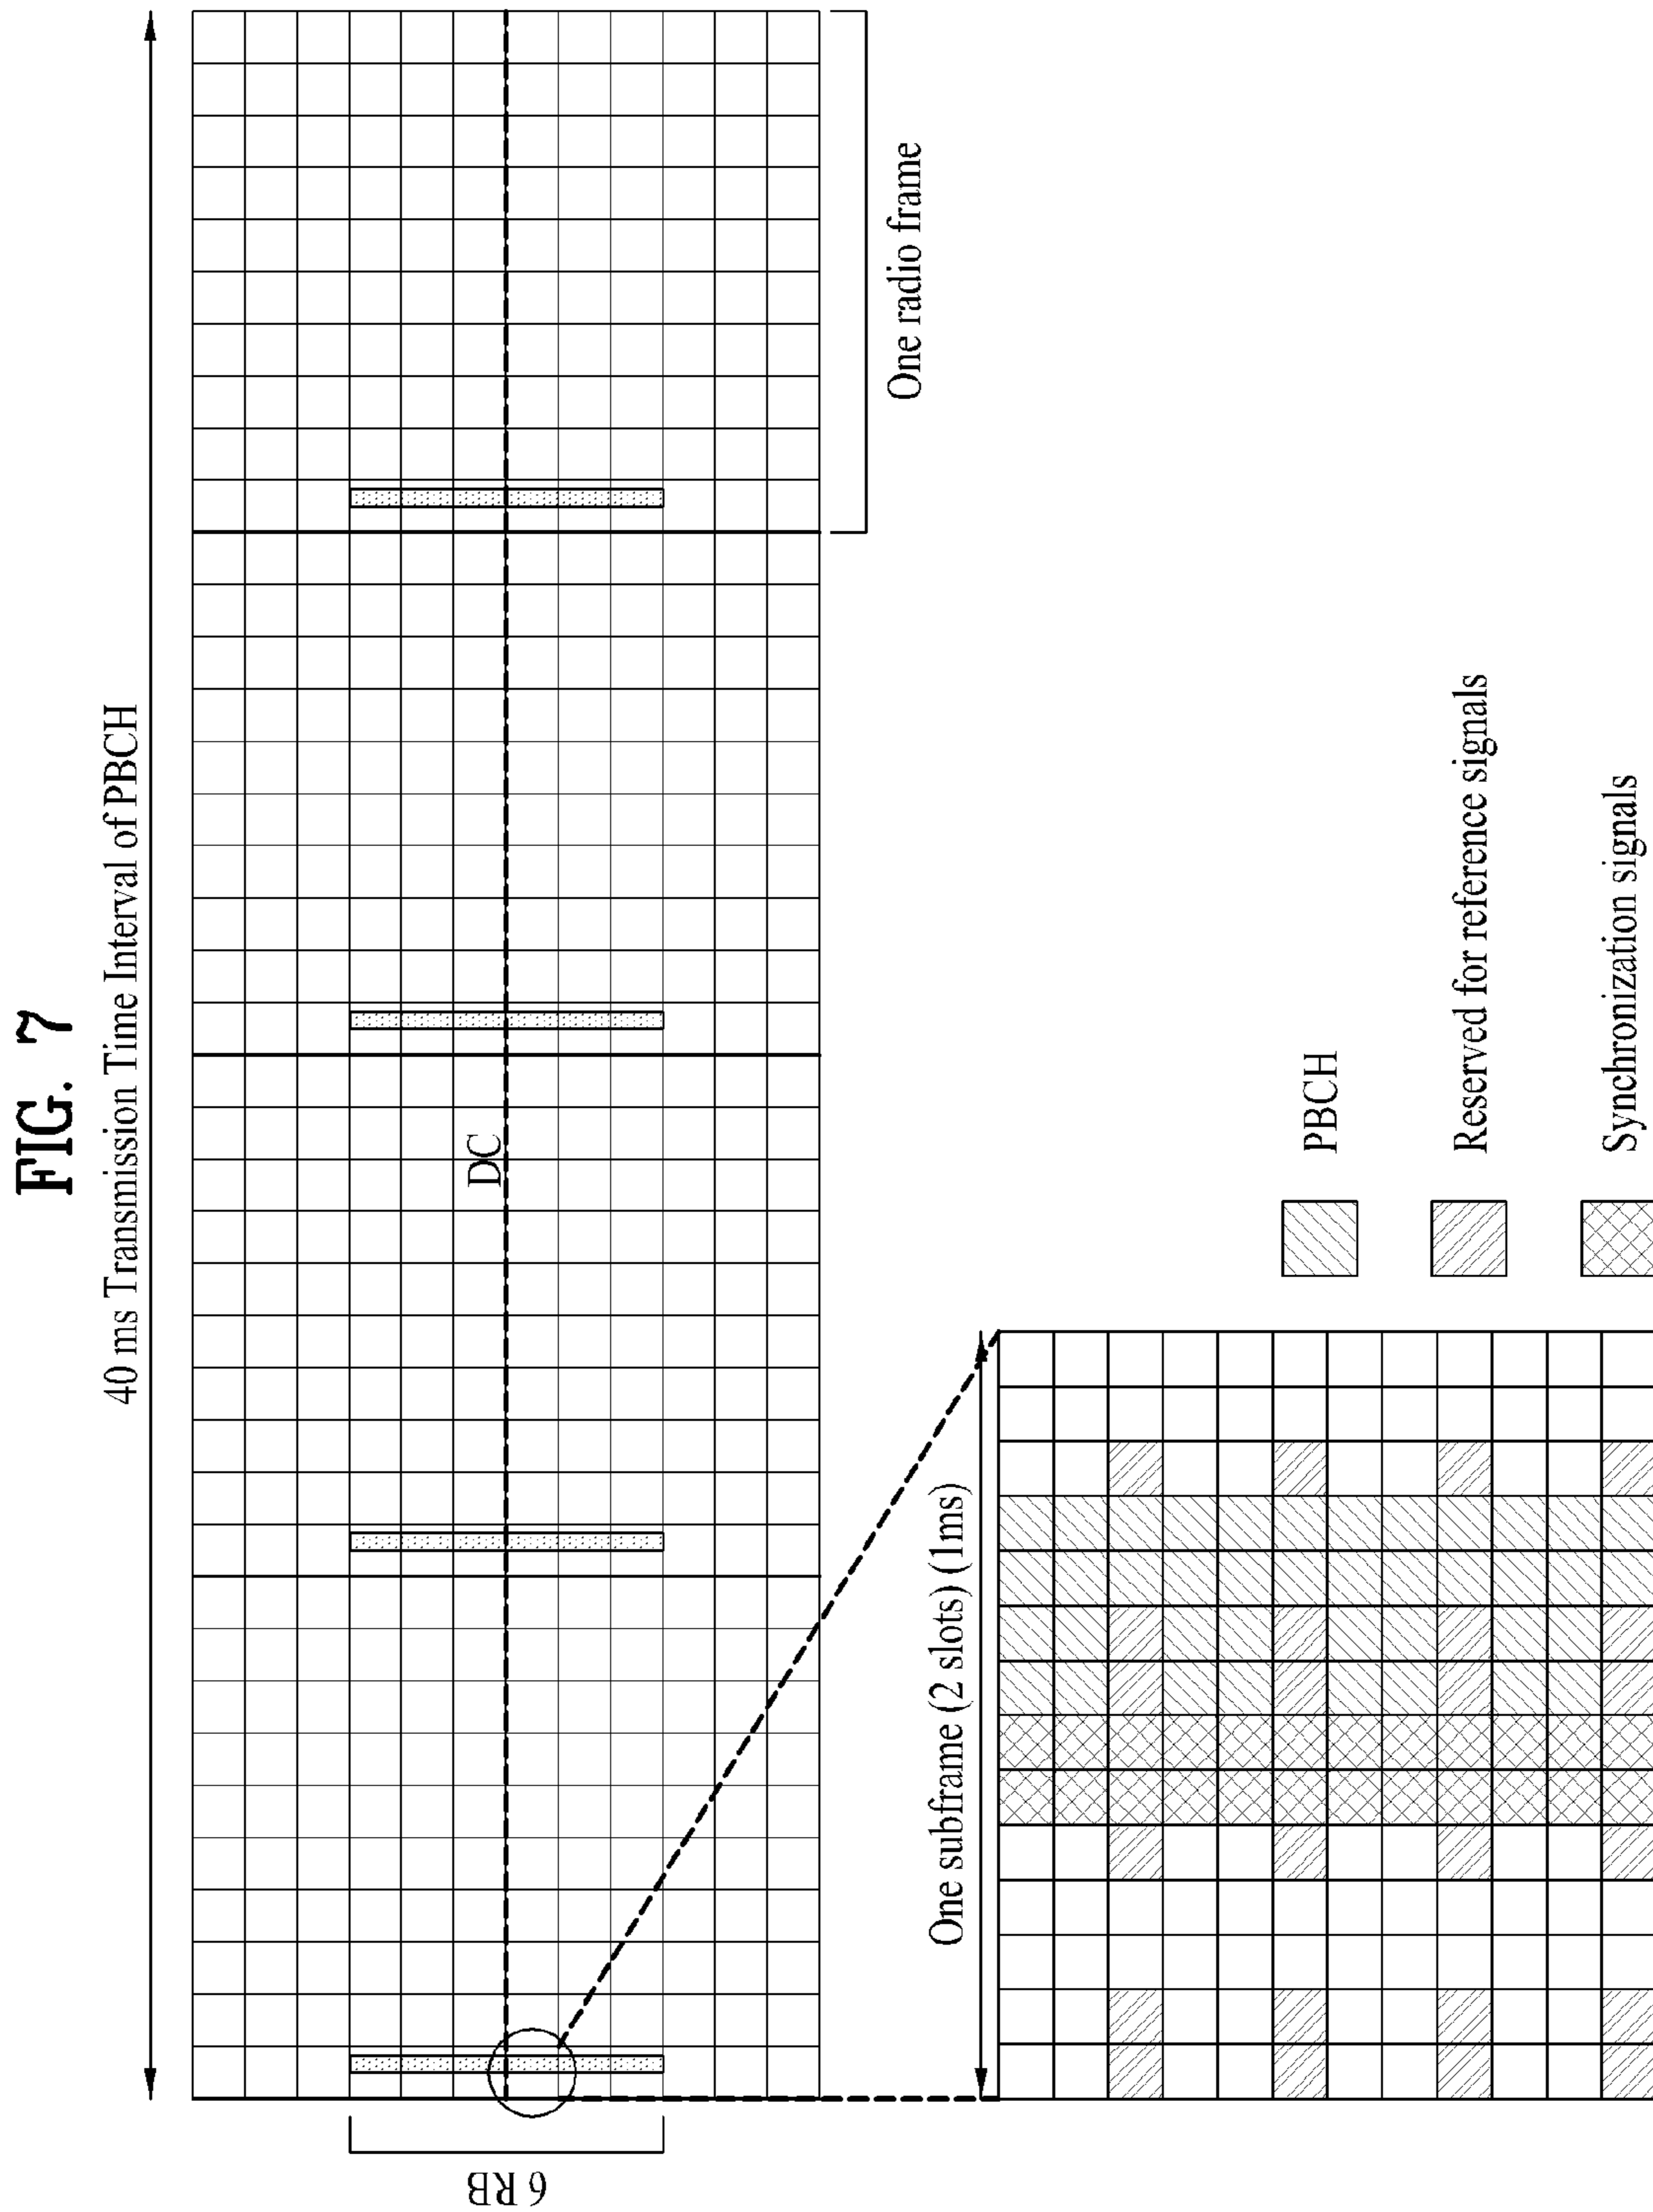 FIG. 7
40 ms Transmission Time Interval of PBCH
DC
6 RB
One radio frame
One subframe (2 slots) (1ms)
PBCH
Reserved for reference signals
Synchronization signals